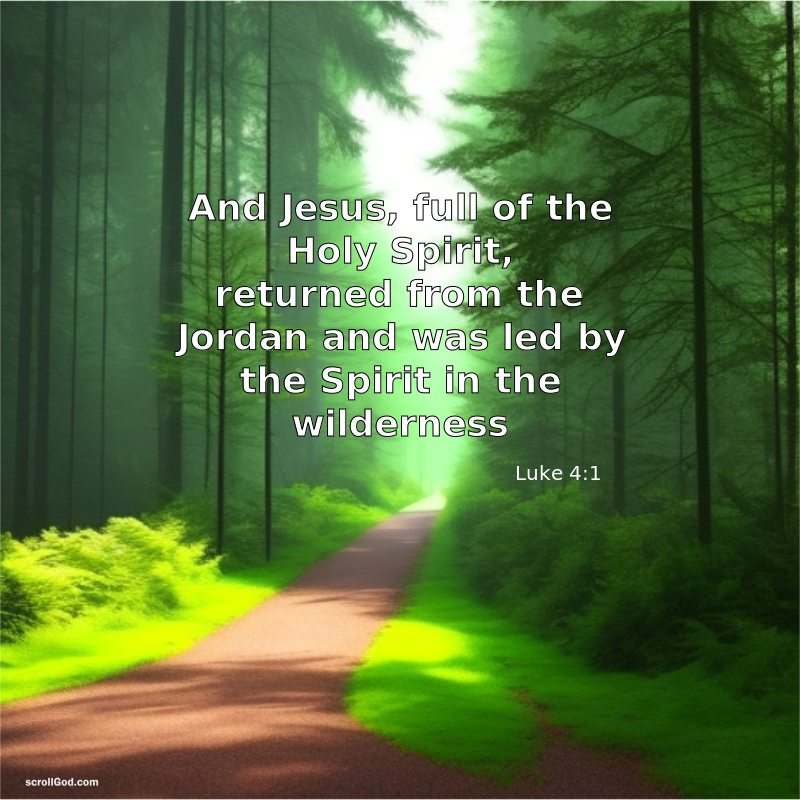 And Jesus, full of the
Holy Spirit,
returned from the
Jordan and was led by
the Spirit in the
wilderness
Luke 4:1
scrollGod.com